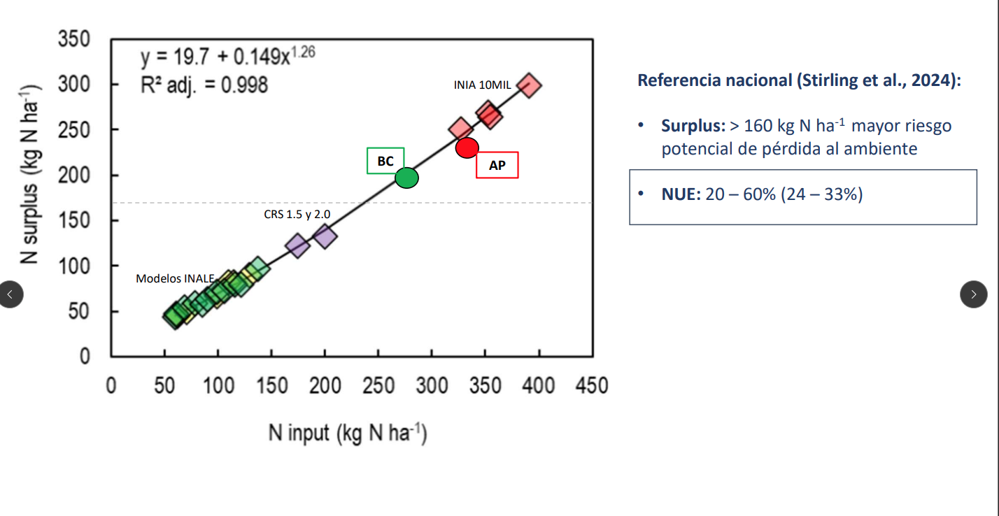 y = 19.7 + 0.149x^1.26
R² adj. = 0.998
N surplus (kg N ha⁻¹)
350
300
250
200
150
100
50
0
INIA 10MIL
BC
AP
CRS 1.5 y 2.0
Modelos INALE
0 50 100 150 200 250 300 350 400 450
N input (kg N ha⁻¹)
Referencia nacional (Stirling et al., 2024):
• Surplus: > 160 kg N ha⁻¹ mayor riesgo
potencial de pérdida al ambiente
• NUE: 20 – 60% (24 – 33%)